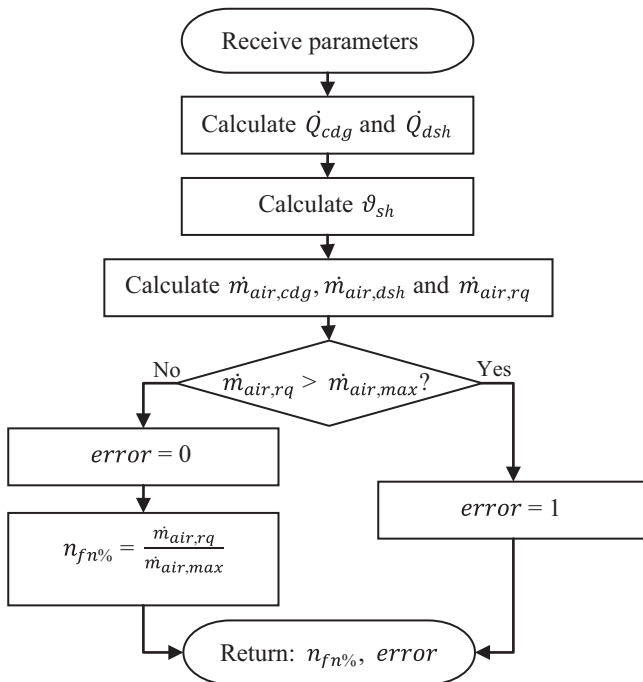 Receive parameters
Calculate Q̇_cdg and Q̇_dsh
Calculate ϑ_sh
Calculate ṁ_air,cdg, ṁ_air,dsh and ṁ_air,rq
No
ṁ_air,rq > ṁ_air,max?
Yes
error = 0
error = 1
n_fn% = ṁ_air,rq / ṁ_air,max
Return: n_fn%, error